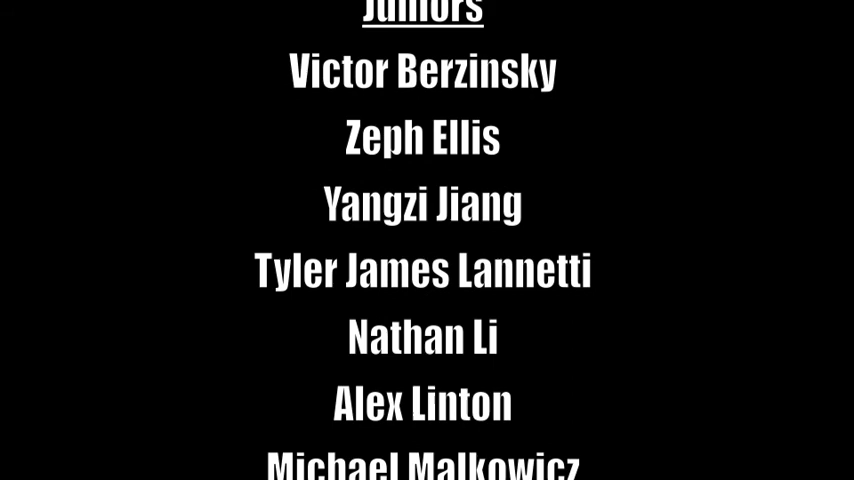 Juniors
Victor Berzinsky
Zeph Ellis
Yangzi Jiang
Tyler James Lannetti
Nathan Li
Alex Linton
Michael Malkowicz